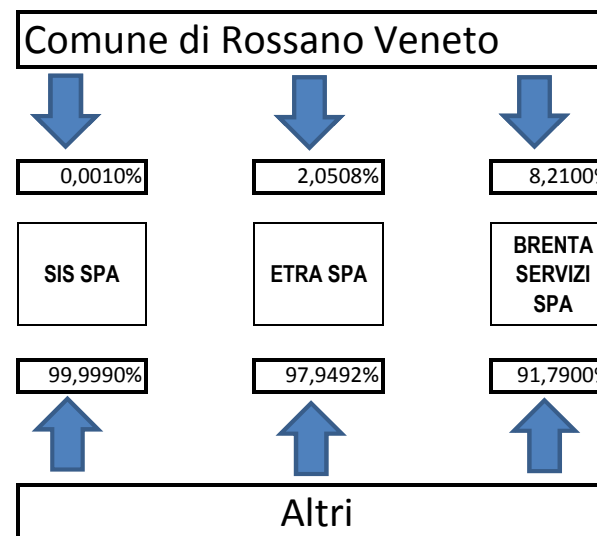 Comune di Rossano Veneto
0,0010% 2,0508% 8,2100%
SIS SPA ETRA SPA BRENTA
SERVIZI
SPA
99,9990% 97,9492% 91,7900%
Altri